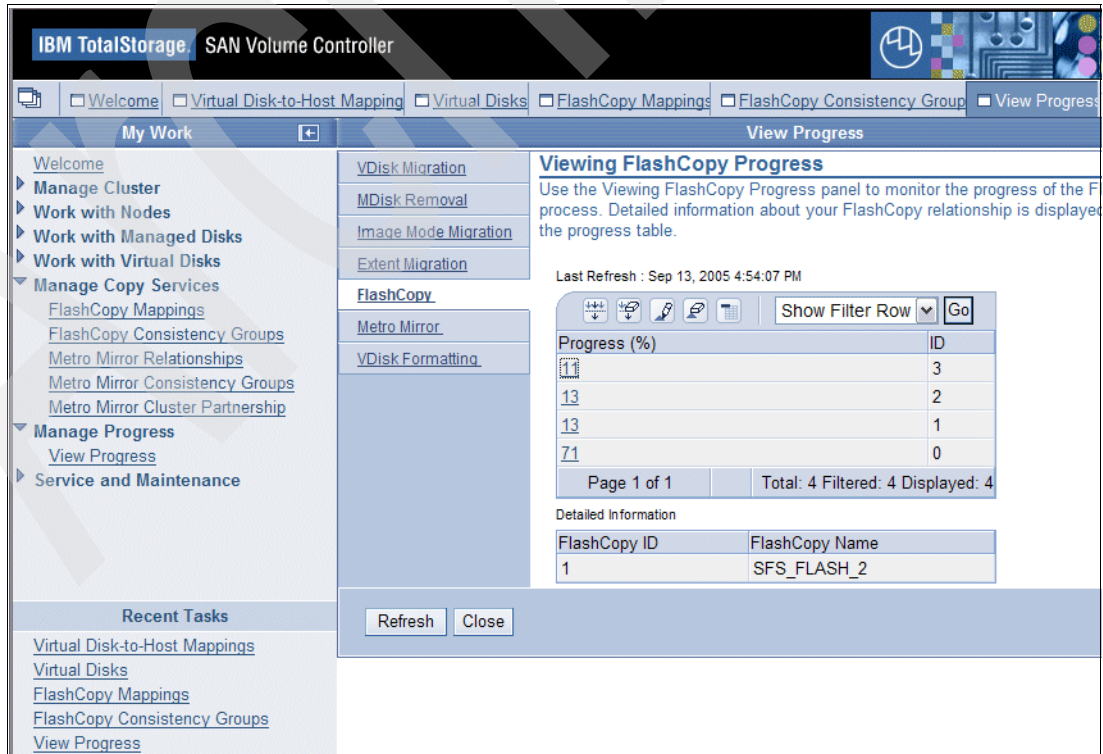 IBM TotalStorage. SAN Volume Controller
Welcome Virtual Disk-to-Host Mapping Virtual Disks FlashCopy Mappings FlashCopy Consistency Group View Progress
My Work
View Progress
Welcome
Manage Cluster
Work with Nodes
Work with Managed Disks
Work with Virtual Disks
Manage Copy Services
FlashCopy Mappings
FlashCopy Consistency Groups
Metro Mirror Relationships
Metro Mirror Consistency Groups
Metro Mirror Cluster Partnership
Manage Progress
View Progress
Service and Maintenance
Recent Tasks
Virtual Disk-to-Host Mappings
Virtual Disks
FlashCopy Mappings
FlashCopy Consistency Groups
View Progress
VDisk Migration
MDisk Removal
Image Mode Migration
Extent Migration
FlashCopy
Metro Mirror
VDisk Formatting
Viewing FlashCopy Progress
Use the Viewing FlashCopy Progress panel to monitor the progress of the Fl
process. Detailed information about your FlashCopy relationship is displayed
the progress table.
Last Refresh : Sep 13, 2005 4:54:07 PM
Show Filter Row Go
Progress (%) ID
11 3
13 2
13 1
71 0
Page 1 of 1 Total: 4 Filtered: 4 Displayed: 4
Detailed Information
FlashCopy ID FlashCopy Name
1 SFS_FLASH_2
Refresh Close